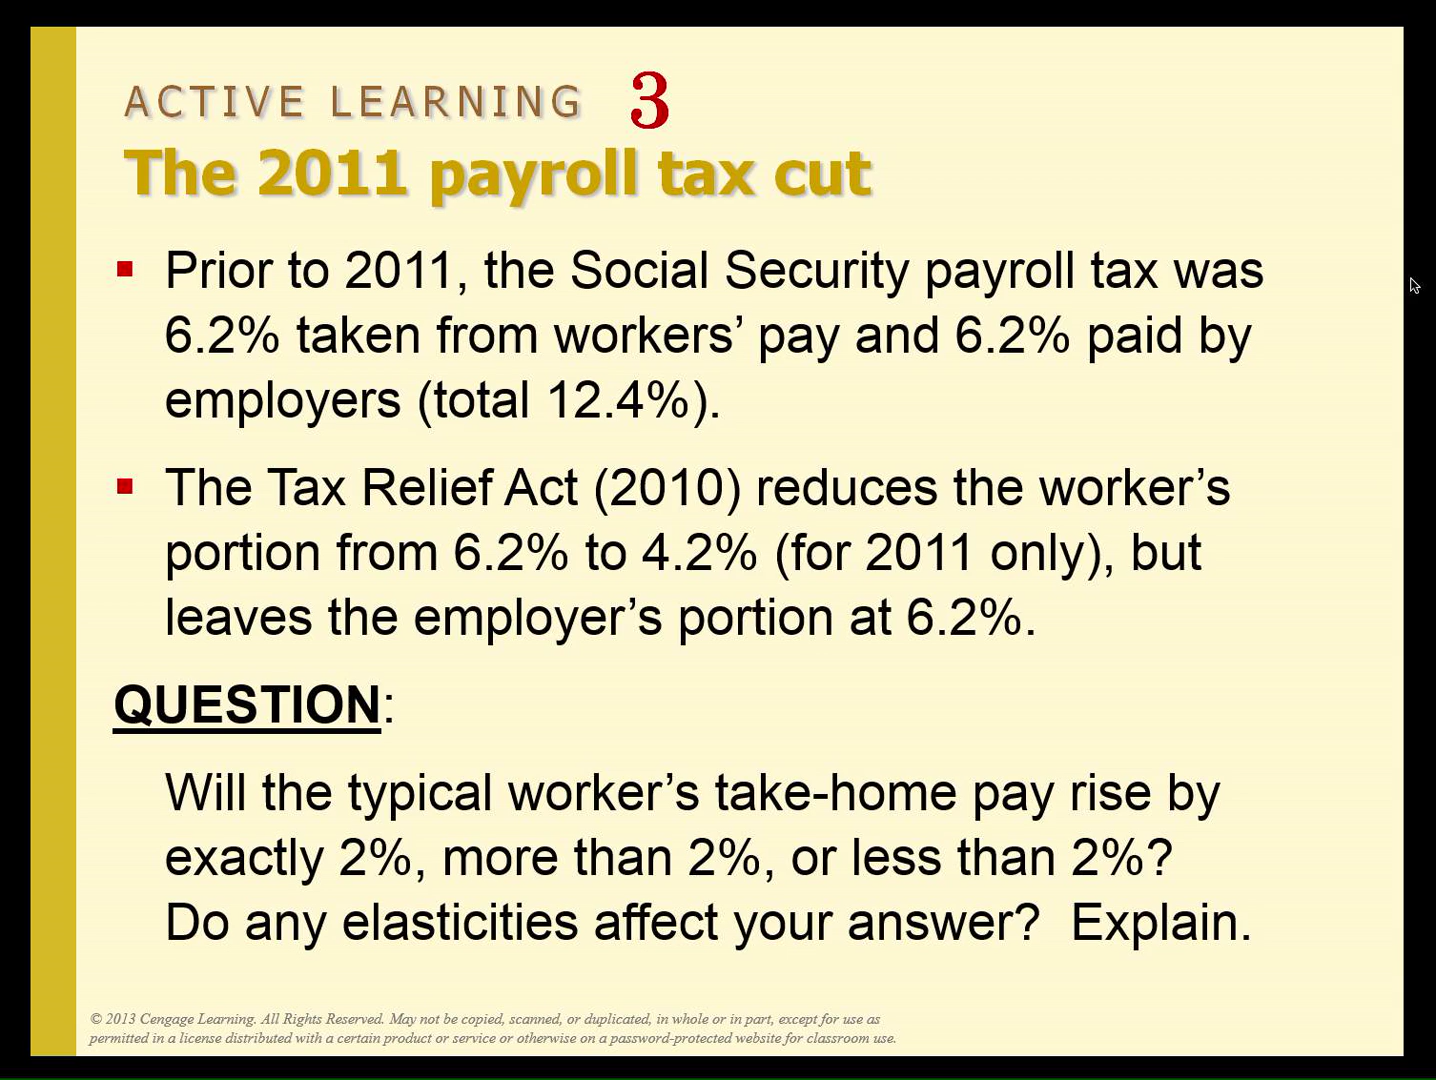 ACTIVE LEARNING 3
The 2011 payroll tax cut
Prior to 2011, the Social Security payroll tax was
6.2% taken from workers’ pay and 6.2% paid by
employers (total 12.4%).
The Tax Relief Act (2010) reduces the worker’s
portion from 6.2% to 4.2% (for 2011 only), but
leaves the employer’s portion at 6.2%.
QUESTION:
Will the typical worker’s take-home pay rise by
exactly 2%, more than 2%, or less than 2%?
Do any elasticities affect your answer?  Explain.
© 2013 Cengage Learning. All Rights Reserved. May not be copied, scanned, or duplicated, in whole or in part, except for use as
permitted in a license distributed with a certain product or service or otherwise on a password-protected website for classroom use.